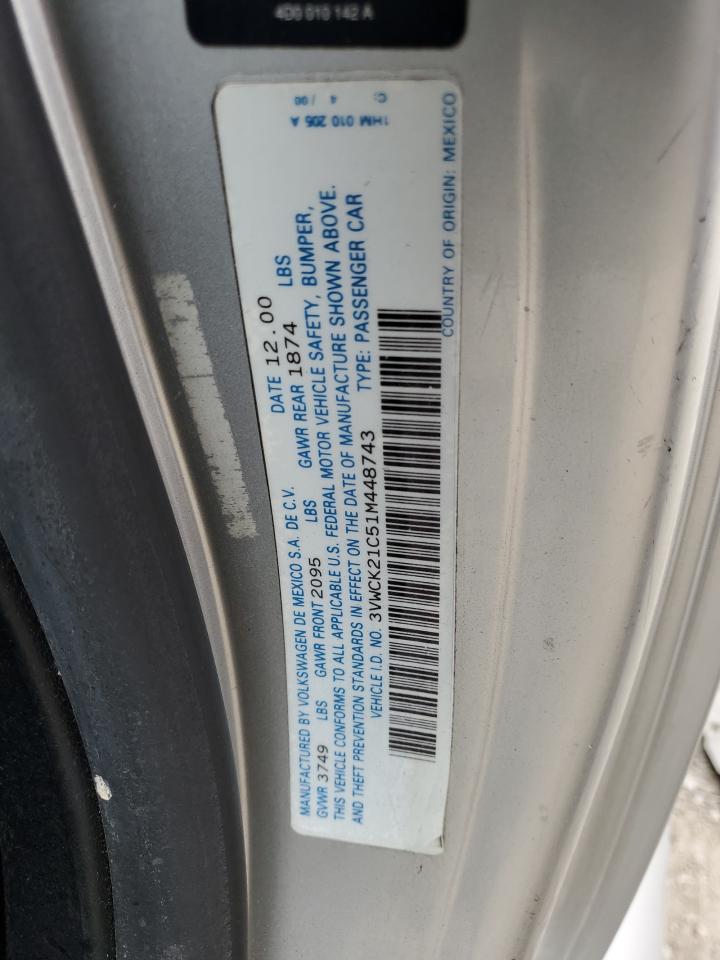 4D0 010 142 A
MANUFACTURED BY VOLKSWAGEN DE MEXICO S.A. DE C.V. DATE 12.00
GVWR 3749 LBS GAWR FRONT 2095 LBS GAWR REAR 1874 LBS
THIS VEHICLE CONFORMS TO ALL APPLICABLE U.S. FEDERAL MOTOR VEHICLE SAFETY, BUMPER,
AND THEFT PREVENTION STANDARDS IN EFFECT ON THE DATE OF MANUFACTURE SHOWN ABOVE.
VEHICLE I.D. NO. 3VWCK21C51M448743 TYPE: PASSENGER CAR
COUNTRY OF ORIGIN: MEXICO
1HM 010 205 A
C: 4 / 98